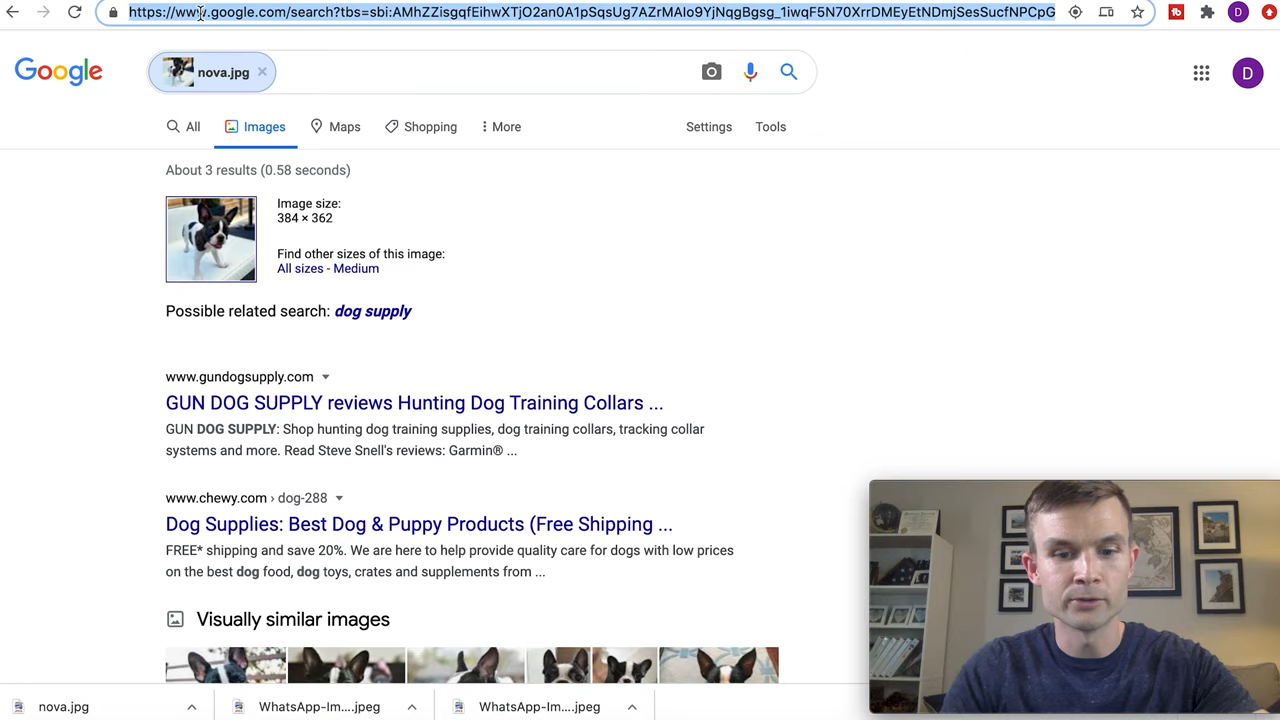 https://www.google.com/search?tbs=sbi:AMhZZisgqfEihwXTjO2an0A1pSqsUg7AZrMAIo9YjNqgBgsg_1iwqF5N70XrrDMEyEtNDmjSesSucfNPCpG
D
Google
nova.jpg
D
All
Images
Maps
Shopping
More
Settings
Tools
About 3 results (0.58 seconds)
Image size:
384 × 362
Find other sizes of this image:
All sizes - Medium
Possible related search: dog supply
www.gundogsupply.com
GUN DOG SUPPLY reviews Hunting Dog Training Collars ...
GUN DOG SUPPLY: Shop hunting dog training supplies, dog training collars, tracking collar
systems and more. Read Steve Snell's reviews: Garmin® ...
www.chewy.com › dog-288
Dog Supplies: Best Dog & Puppy Products (Free Shipping ...
FREE* shipping and save 20%. We are here to help provide quality care for dogs with low prices
on the best dog food, dog toys, crates and supplements from ...
Visually similar images
nova.jpg
WhatsApp-Im....jpeg
WhatsApp-Im....jpeg